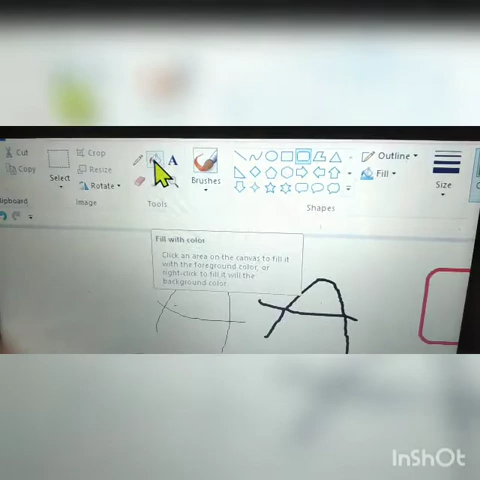 Cut
Copy
Clipboard
Select
Crop
Resize
Rotate
Image
A
Tools
Brushes
Shapes
Outline
Fill
Size
Fill with color
Click an area on the canvas to fill it
with the foreground color, or
right-click to fill it will the
background color.
A
A
InShOt